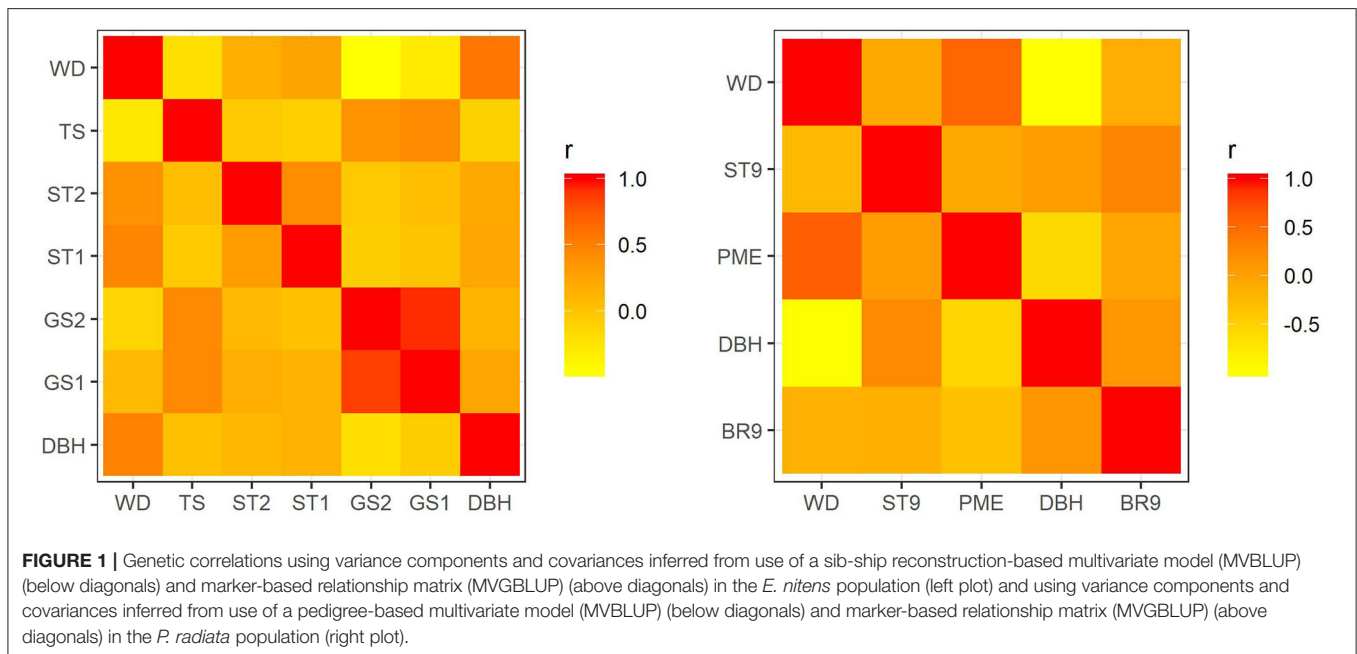 WD
TS
ST2
ST1
GS2
GS1
DBH
WD TS ST2 ST1 GS2 GS1 DBH
r
1.0
0.5
0.0
WD
ST9
PME
DBH
BR9
WD ST9 PME DBH BR9
r
1.0
0.5
0.0
-0.5
FIGURE 1 | Genetic correlations using variance components and covariances inferred from use of a sib-ship reconstruction-based multivariate model (MVBLUP)
(below diagonals) and marker-based relationship matrix (MVGBLUP) (above diagonals) in the E. nitens population (left plot) and using variance components and
covariances inferred from use of a pedigree-based multivariate model (MVBLUP) (below diagonals) and marker-based relationship matrix (MVGBLUP) (above
diagonals) in the P. radiata population (right plot).